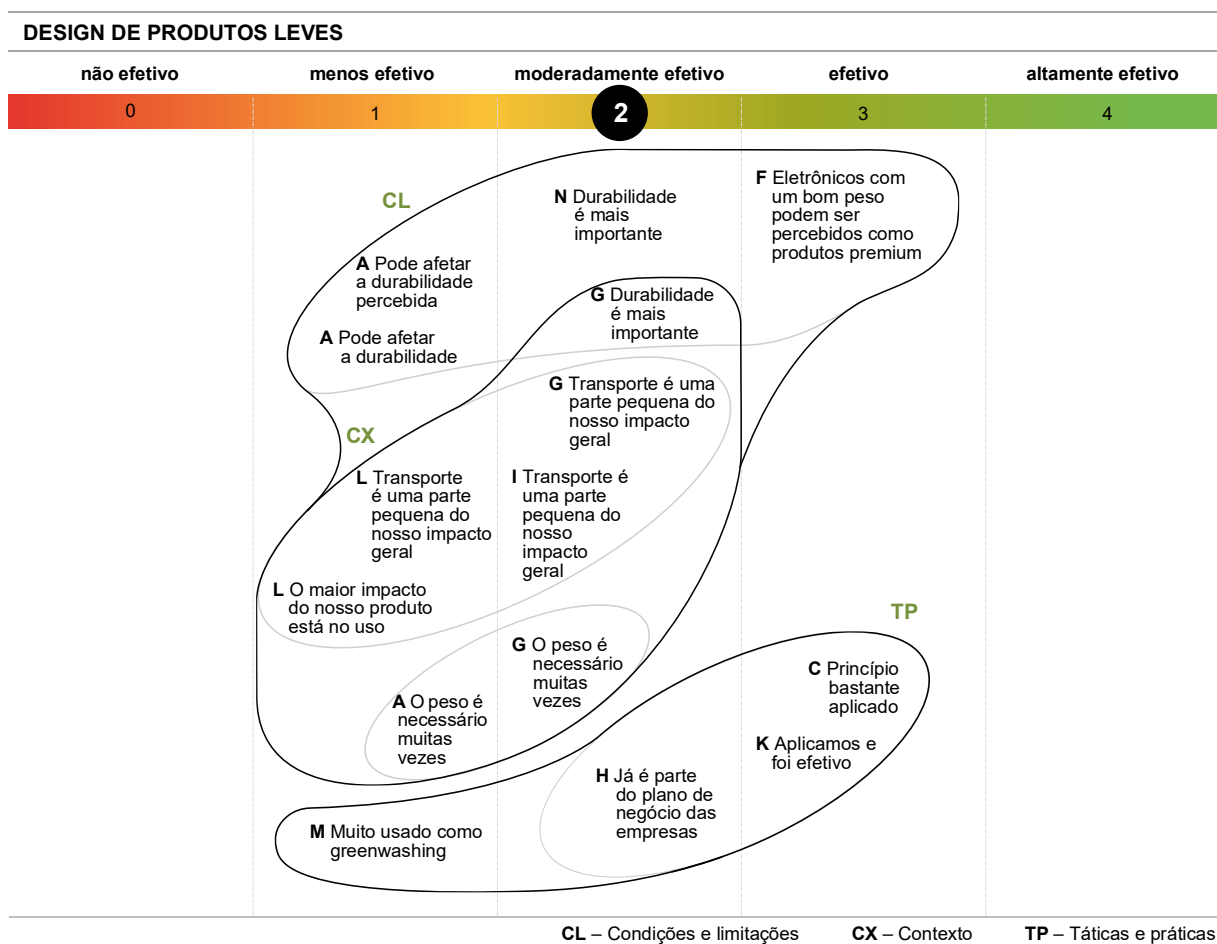 DESIGN DE PRODUTOS LEVES
não efetivo
menos efetivo
moderadamente efetivo
efetivo
altamente efetivo
0
1
2
3
4
CL
N Durabilidade
é mais
importante
F Eletrônicos com
um bom peso
podem ser
percebidos como
produtos premium
A Pode afetar
a durabilidade
percebida
A Pode afetar
a durabilidade
G Durabilidade
é mais
importante
G Transporte é uma
parte pequena do
nosso impacto
geral
CX
L Transporte
é uma parte
pequena do
nosso impacto
geral
I Transporte é
uma parte
pequena do
nosso
impacto
geral
L O maior impacto
do nosso produto
está no uso
G O peso é
necessário
muitas
vezes
A O peso é
necessário
muitas
vezes
TP
C Princípio
bastante
aplicado
K Aplicamos e
foi efetivo
H Já é parte
do plano de
negócio das
empresas
M Muito usado como
greenwashing
CL – Condições e limitações
CX – Contexto
TP – Táticas e práticas